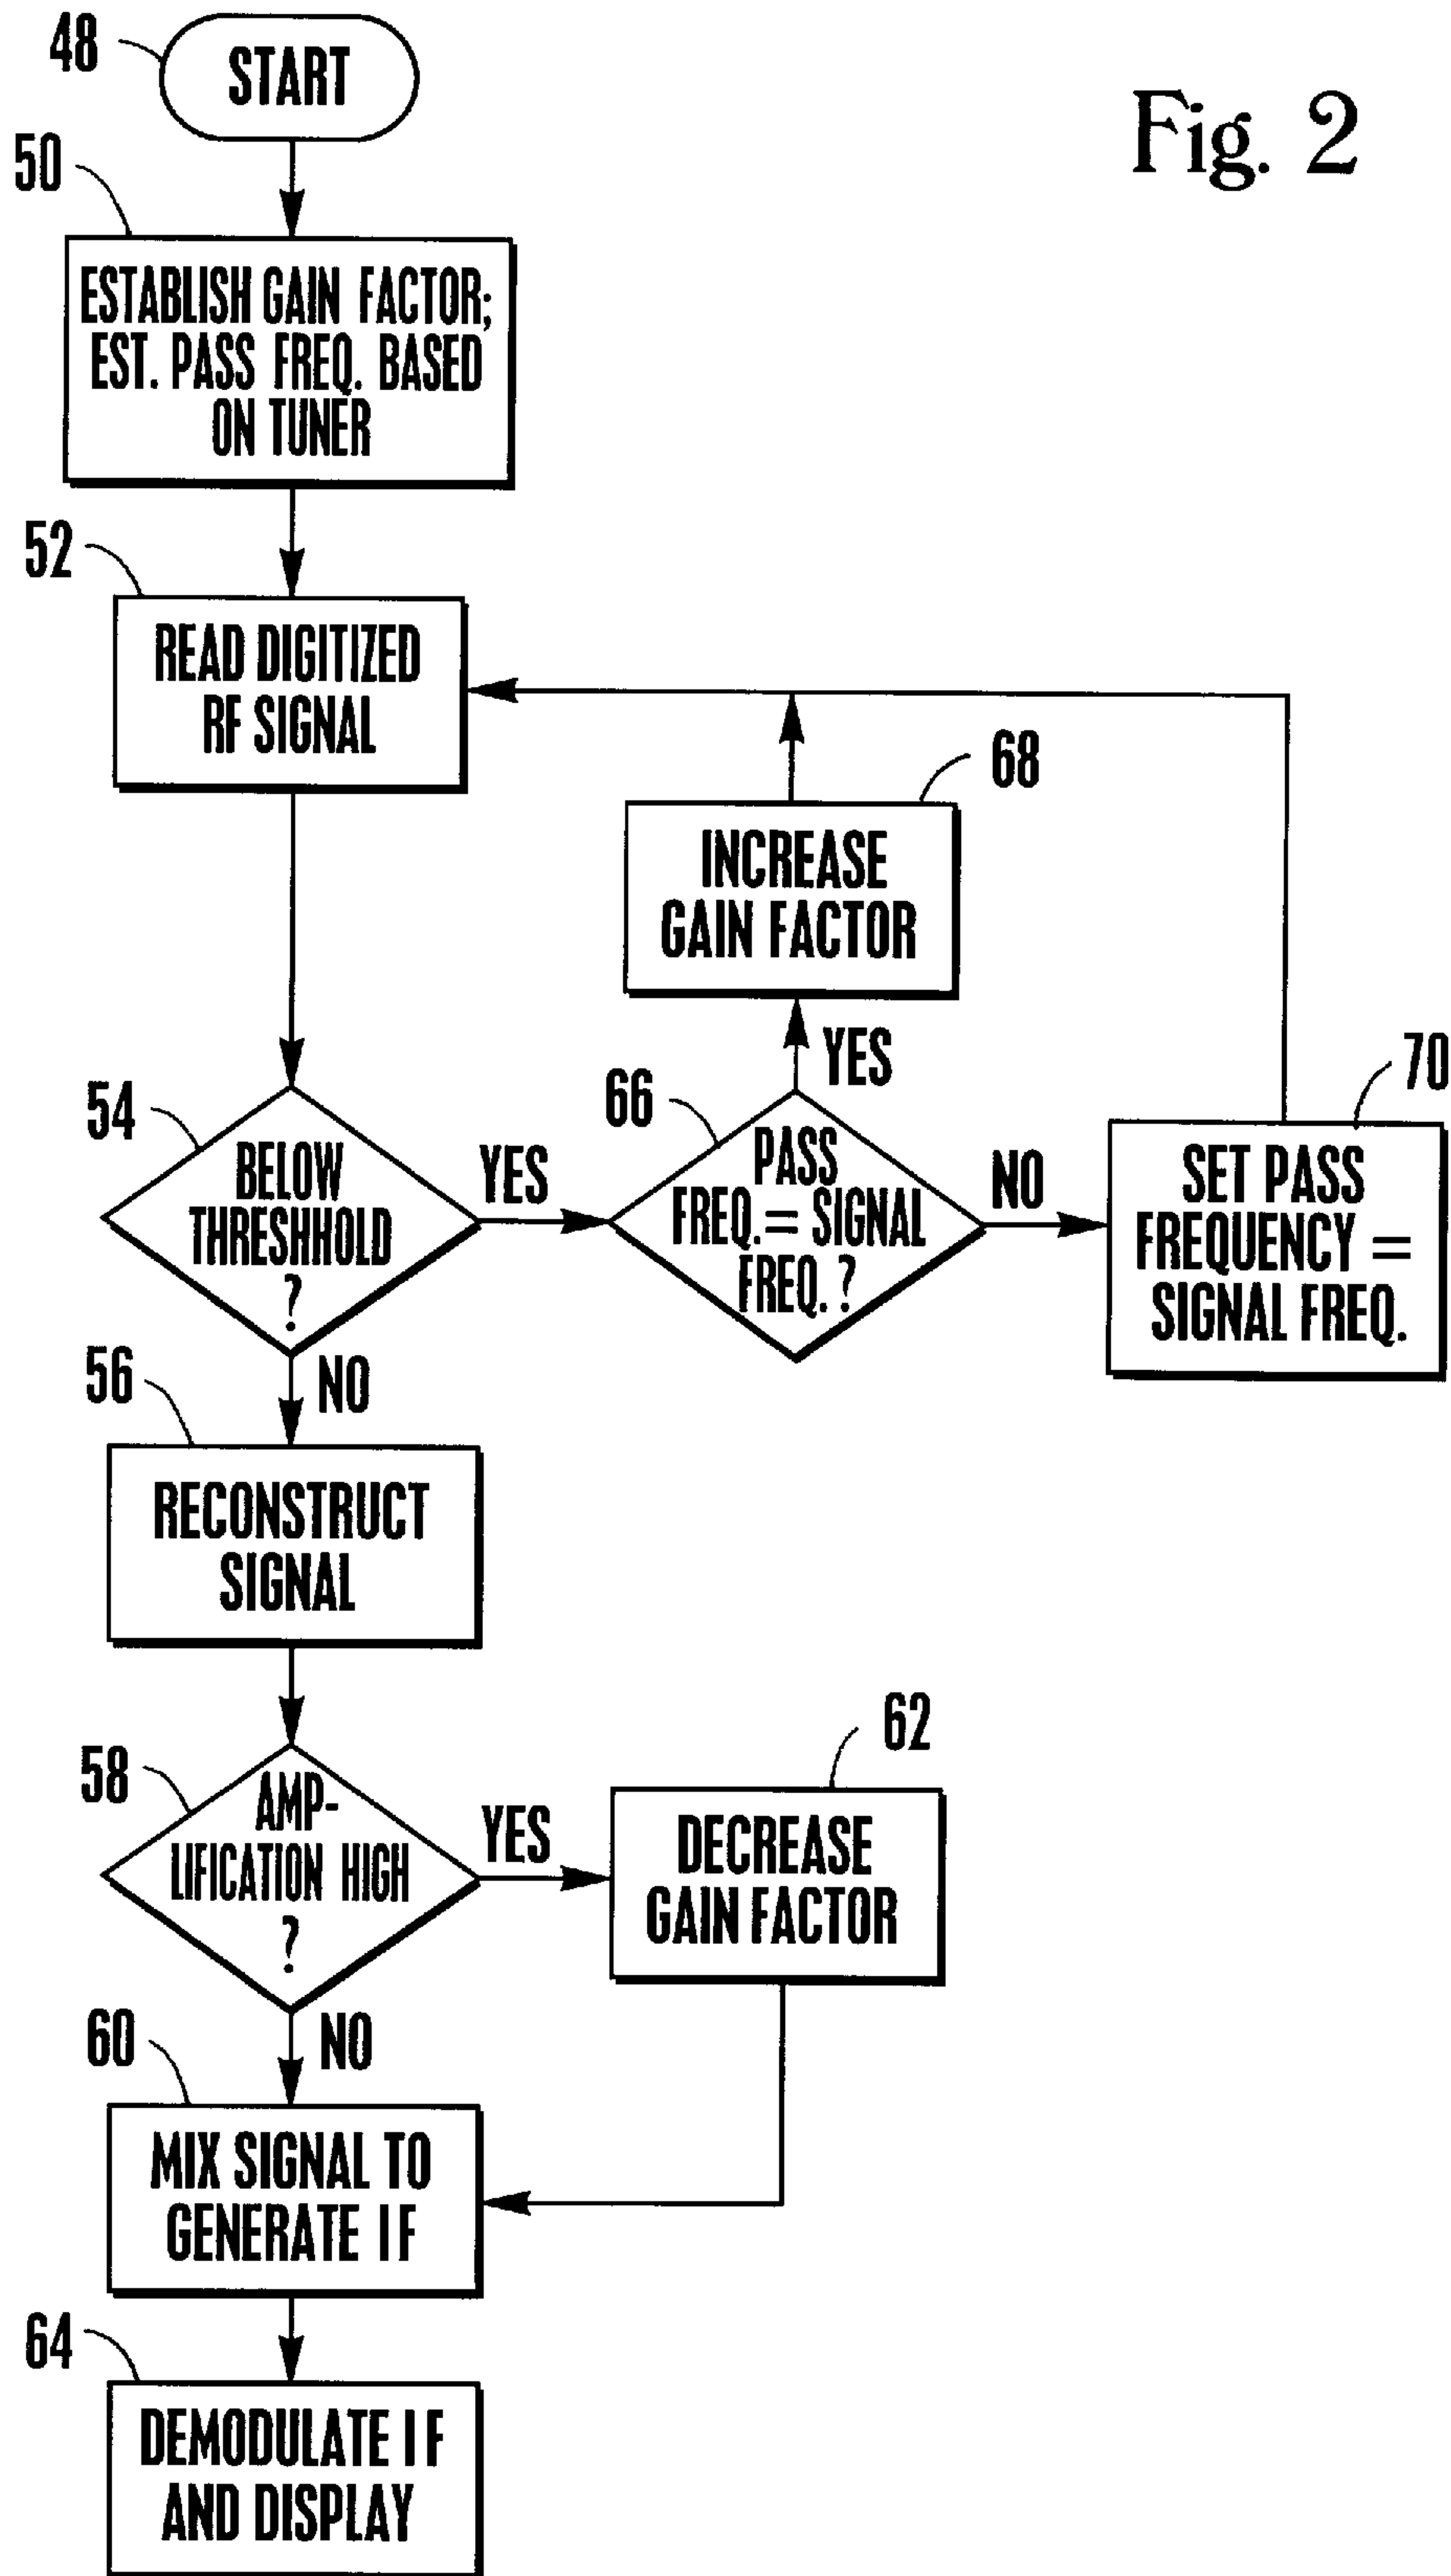 Fig. 2
48
START
50
ESTABLISH GAIN FACTOR;
EST. PASS FREQ. BASED
ON TUNER
52
READ DIGITIZED
RF SIGNAL
68
INCREASE
GAIN FACTOR
YES
54
BELOW
THRESHHOLD
?
YES
66
PASS
FREQ.= SIGNAL
FREQ. ?
NO
70
SET PASS
FREQUENCY =
SIGNAL FREQ.
NO
56
RECONSTRUCT
SIGNAL
58
AMP-
LIFICATION HIGH
?
YES
62
DECREASE
GAIN FACTOR
NO
60
MIX SIGNAL TO
GENERATE IF
64
DEMODULATE IF
AND DISPLAY